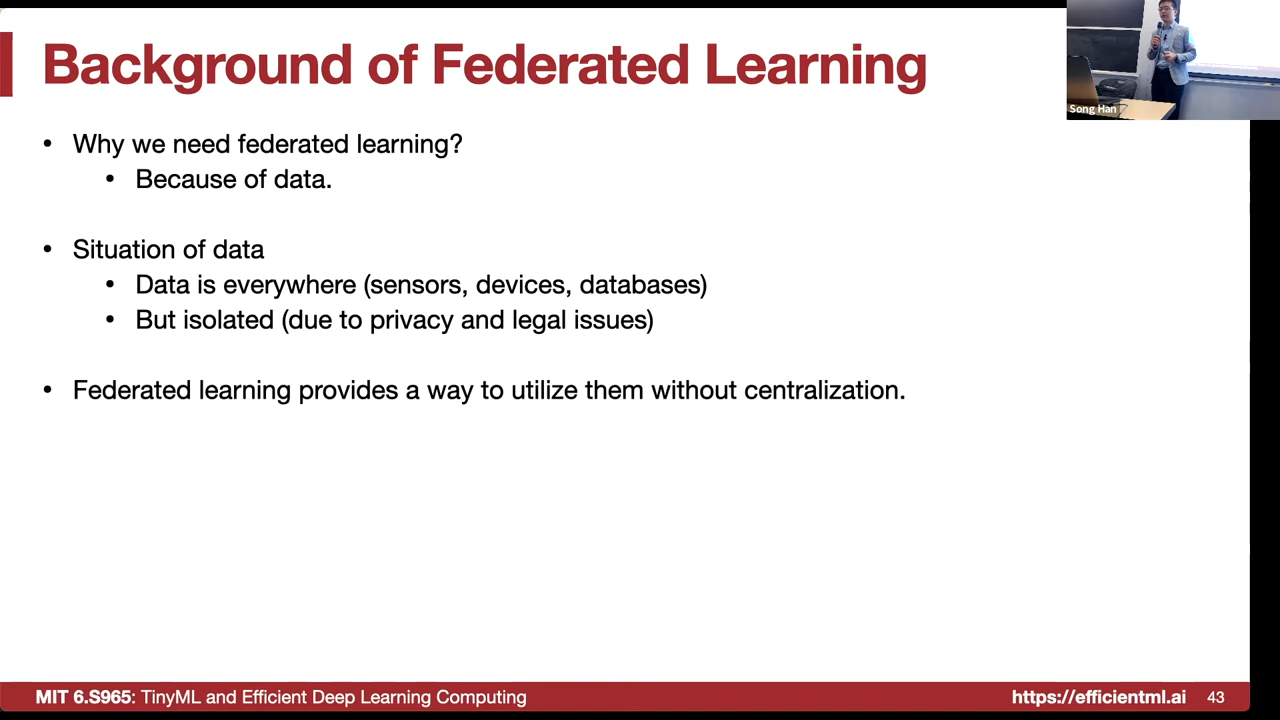 Background of Federated Learning
Song Han
• Why we need federated learning?
• Because of data.
• Situation of data
• Data is everywhere (sensors, devices, databases)
• But isolated (due to privacy and legal issues)
• Federated learning provides a way to utilize them without centralization.
MIT 6.S965: TinyML and Efficient Deep Learning Computing
https://efficientml.ai 43